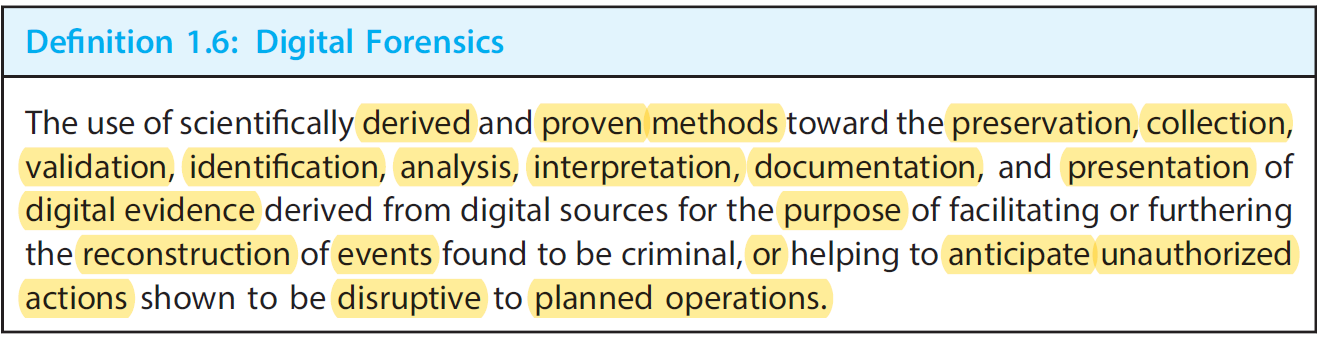 Definition 1.6: Digital Forensics
The use of scientifically derived and proven methods toward the preservation, collection,
validation, identification, analysis, interpretation, documentation, and presentation of
digital evidence derived from digital sources for the purpose of facilitating or furthering
the reconstruction of events found to be criminal, or helping to anticipate unauthorized
actions shown to be disruptive to planned operations.